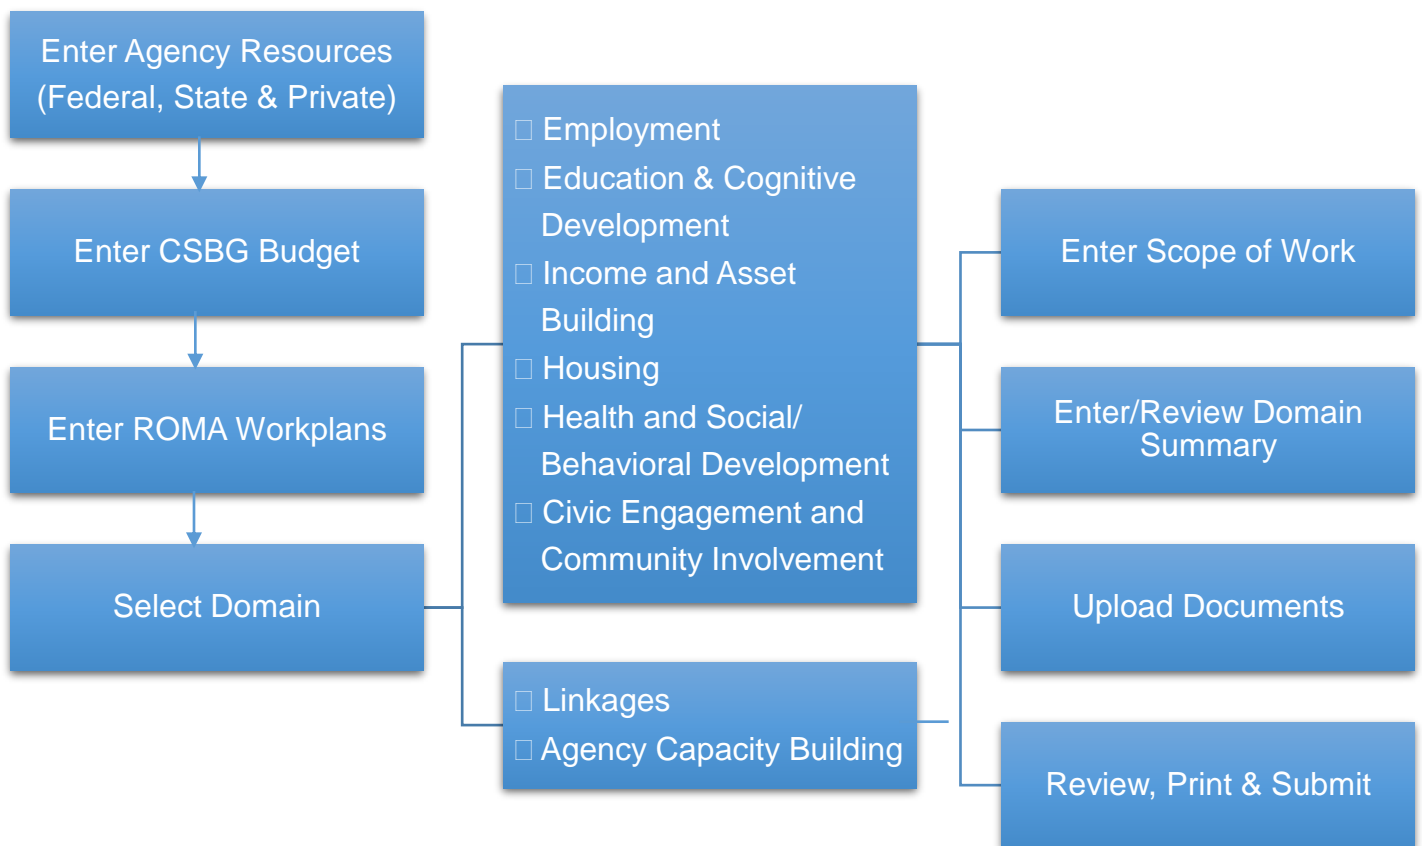 Enter Agency Resources
(Federal, State & Private)
Enter CSBG Budget
Enter ROMA Workplans
Select Domain
□ Employment
□ Education & Cognitive
Development
□ Income and Asset
Building
□ Housing
□ Health and Social/
Behavioral Development
□ Civic Engagement and
Community Involvement
□ Linkages
□ Agency Capacity Building
Enter Scope of Work
Enter/Review Domain
Summary
Upload Documents
Review, Print & Submit